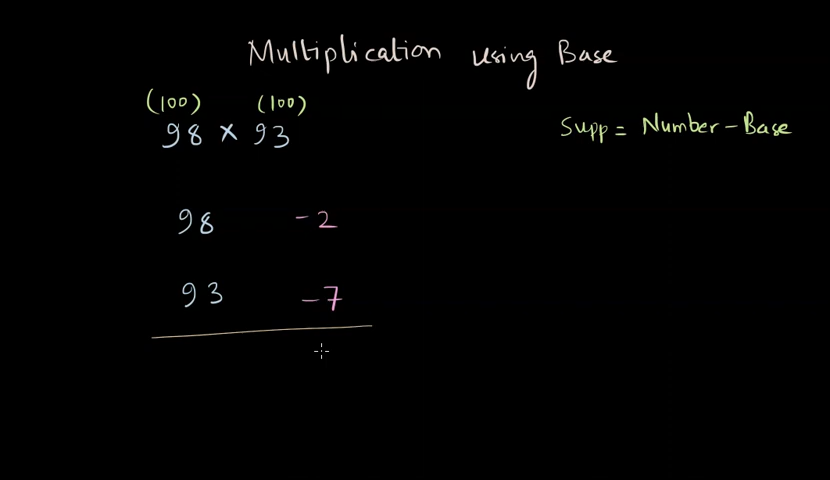 Multiplication using Base
(100) (100)
98 × 93
Supp = Number - Base
98 -2
93 -7